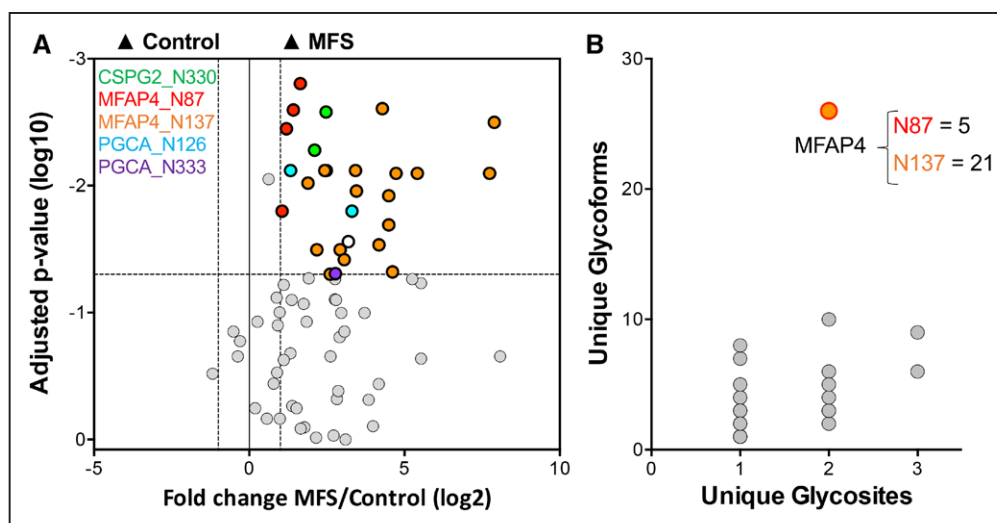 A
▲ Control
▲ MFS
CSPG2_N330
MFAP4_N87
MFAP4_N137
PGCA_N126
PGCA_N333
Adjusted p-value (log10)
-3
-2
-1
0
-5
0
5
10
Fold change MFS/Control (log2)
B
Unique Glycoforms
30
20
10
0
MFAP4
N87 = 5
N137 = 21
0
1
2
3
Unique Glycosites